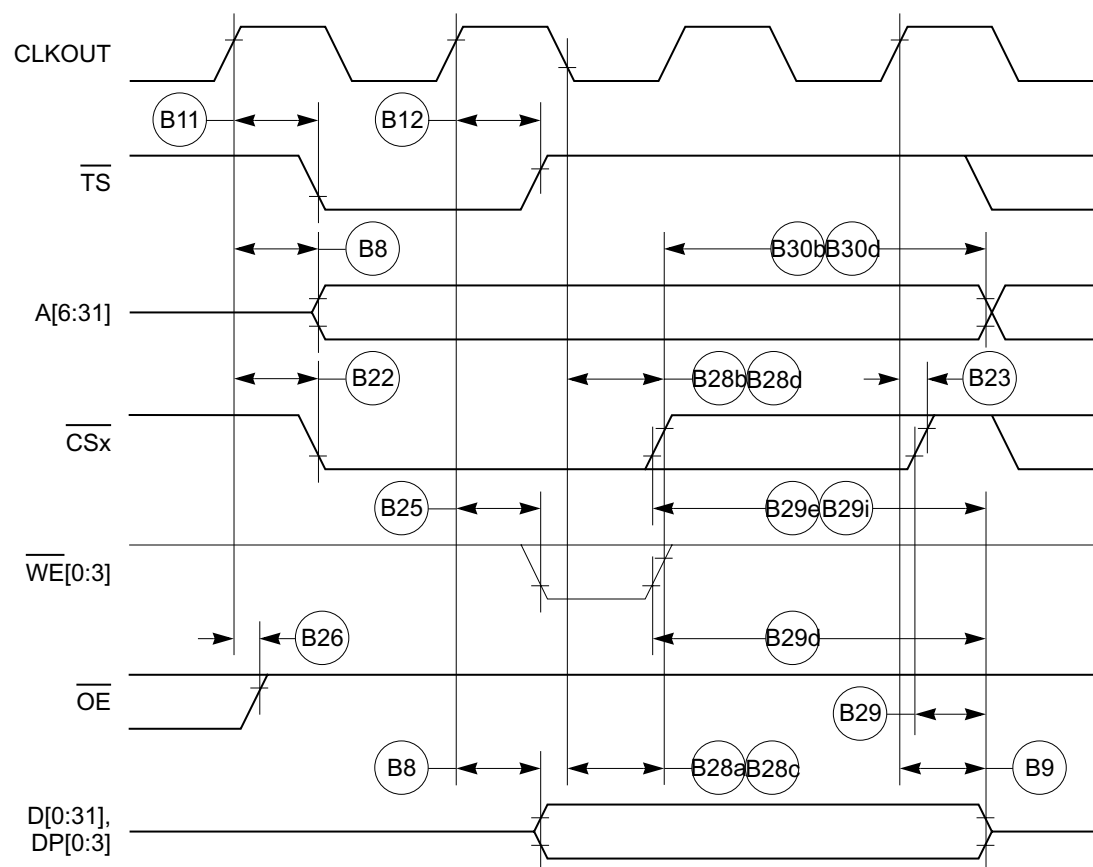 CLKOUT
B11
B12
TS
B8
B30b B30d
A[6:31]
B22
B28b B28d
B23
CSx
B25
B29e B29i
WE[0:3]
B26
B29d
OE
B29
B8
B28a B28c
B9
D[0:31],
DP[0:3]